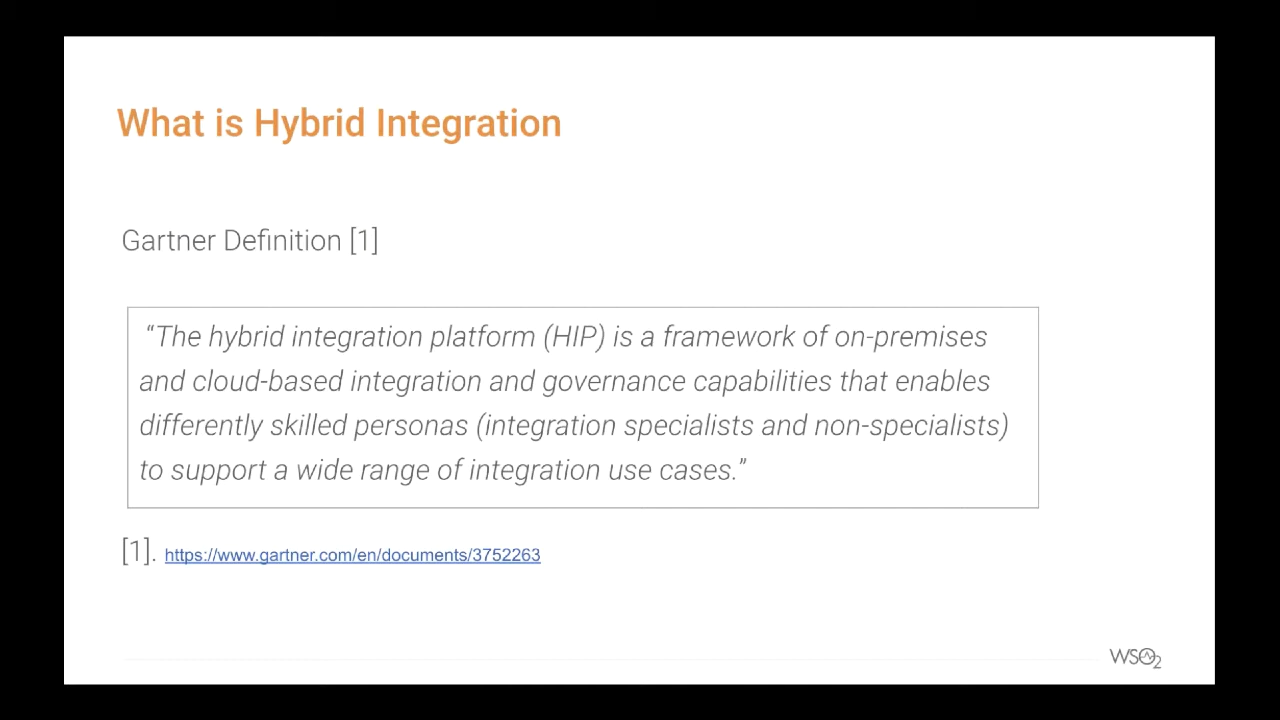 What is Hybrid Integration
Gartner Definition [1]
“The hybrid integration platform (HIP) is a framework of on-premises
and cloud-based integration and governance capabilities that enables
differently skilled personas (integration specialists and non-specialists)
to support a wide range of integration use cases.”
[1]. https://www.gartner.com/en/documents/3752263
WSO2